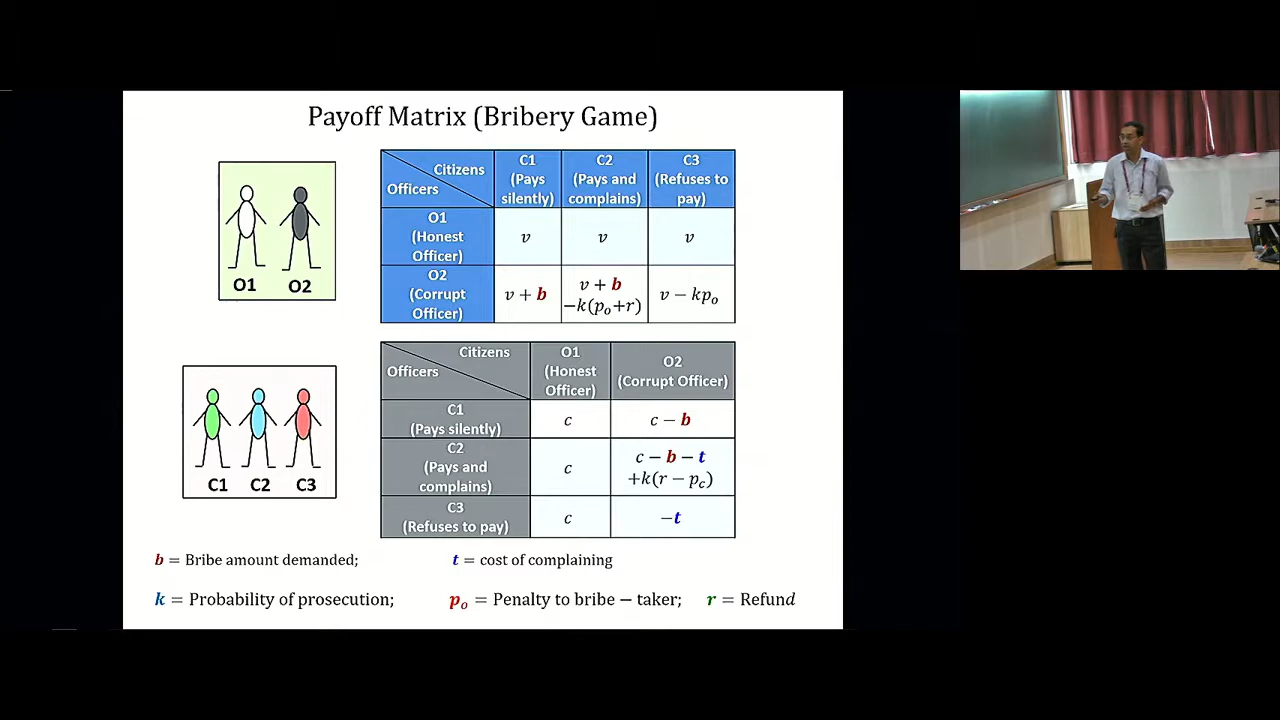 Payoff Matrix (Bribery Game)
O1 O2
Citizens
Officers
C1
(Pays
silently)
C2
(Pays and
complains)
C3
(Refuses to
pay)
O1
(Honest
Officer)
v
v
v
O2
(Corrupt
Officer)
v + b
v + b
−k(pₒ+r)
v − kpₒ
C1 C2 C3
Citizens
Officers
O1
(Honest
Officer)
O2
(Corrupt Officer)
C1
(Pays silently)
c
c − b
C2
(Pays and
complains)
c
c − b − t
+k(r − p_c)
C3
(Refuses to pay)
c
−t
b = Bribe amount demanded;
t = cost of complaining
k = Probability of prosecution;
pₒ = Penalty to bribe − taker;
r = Refund